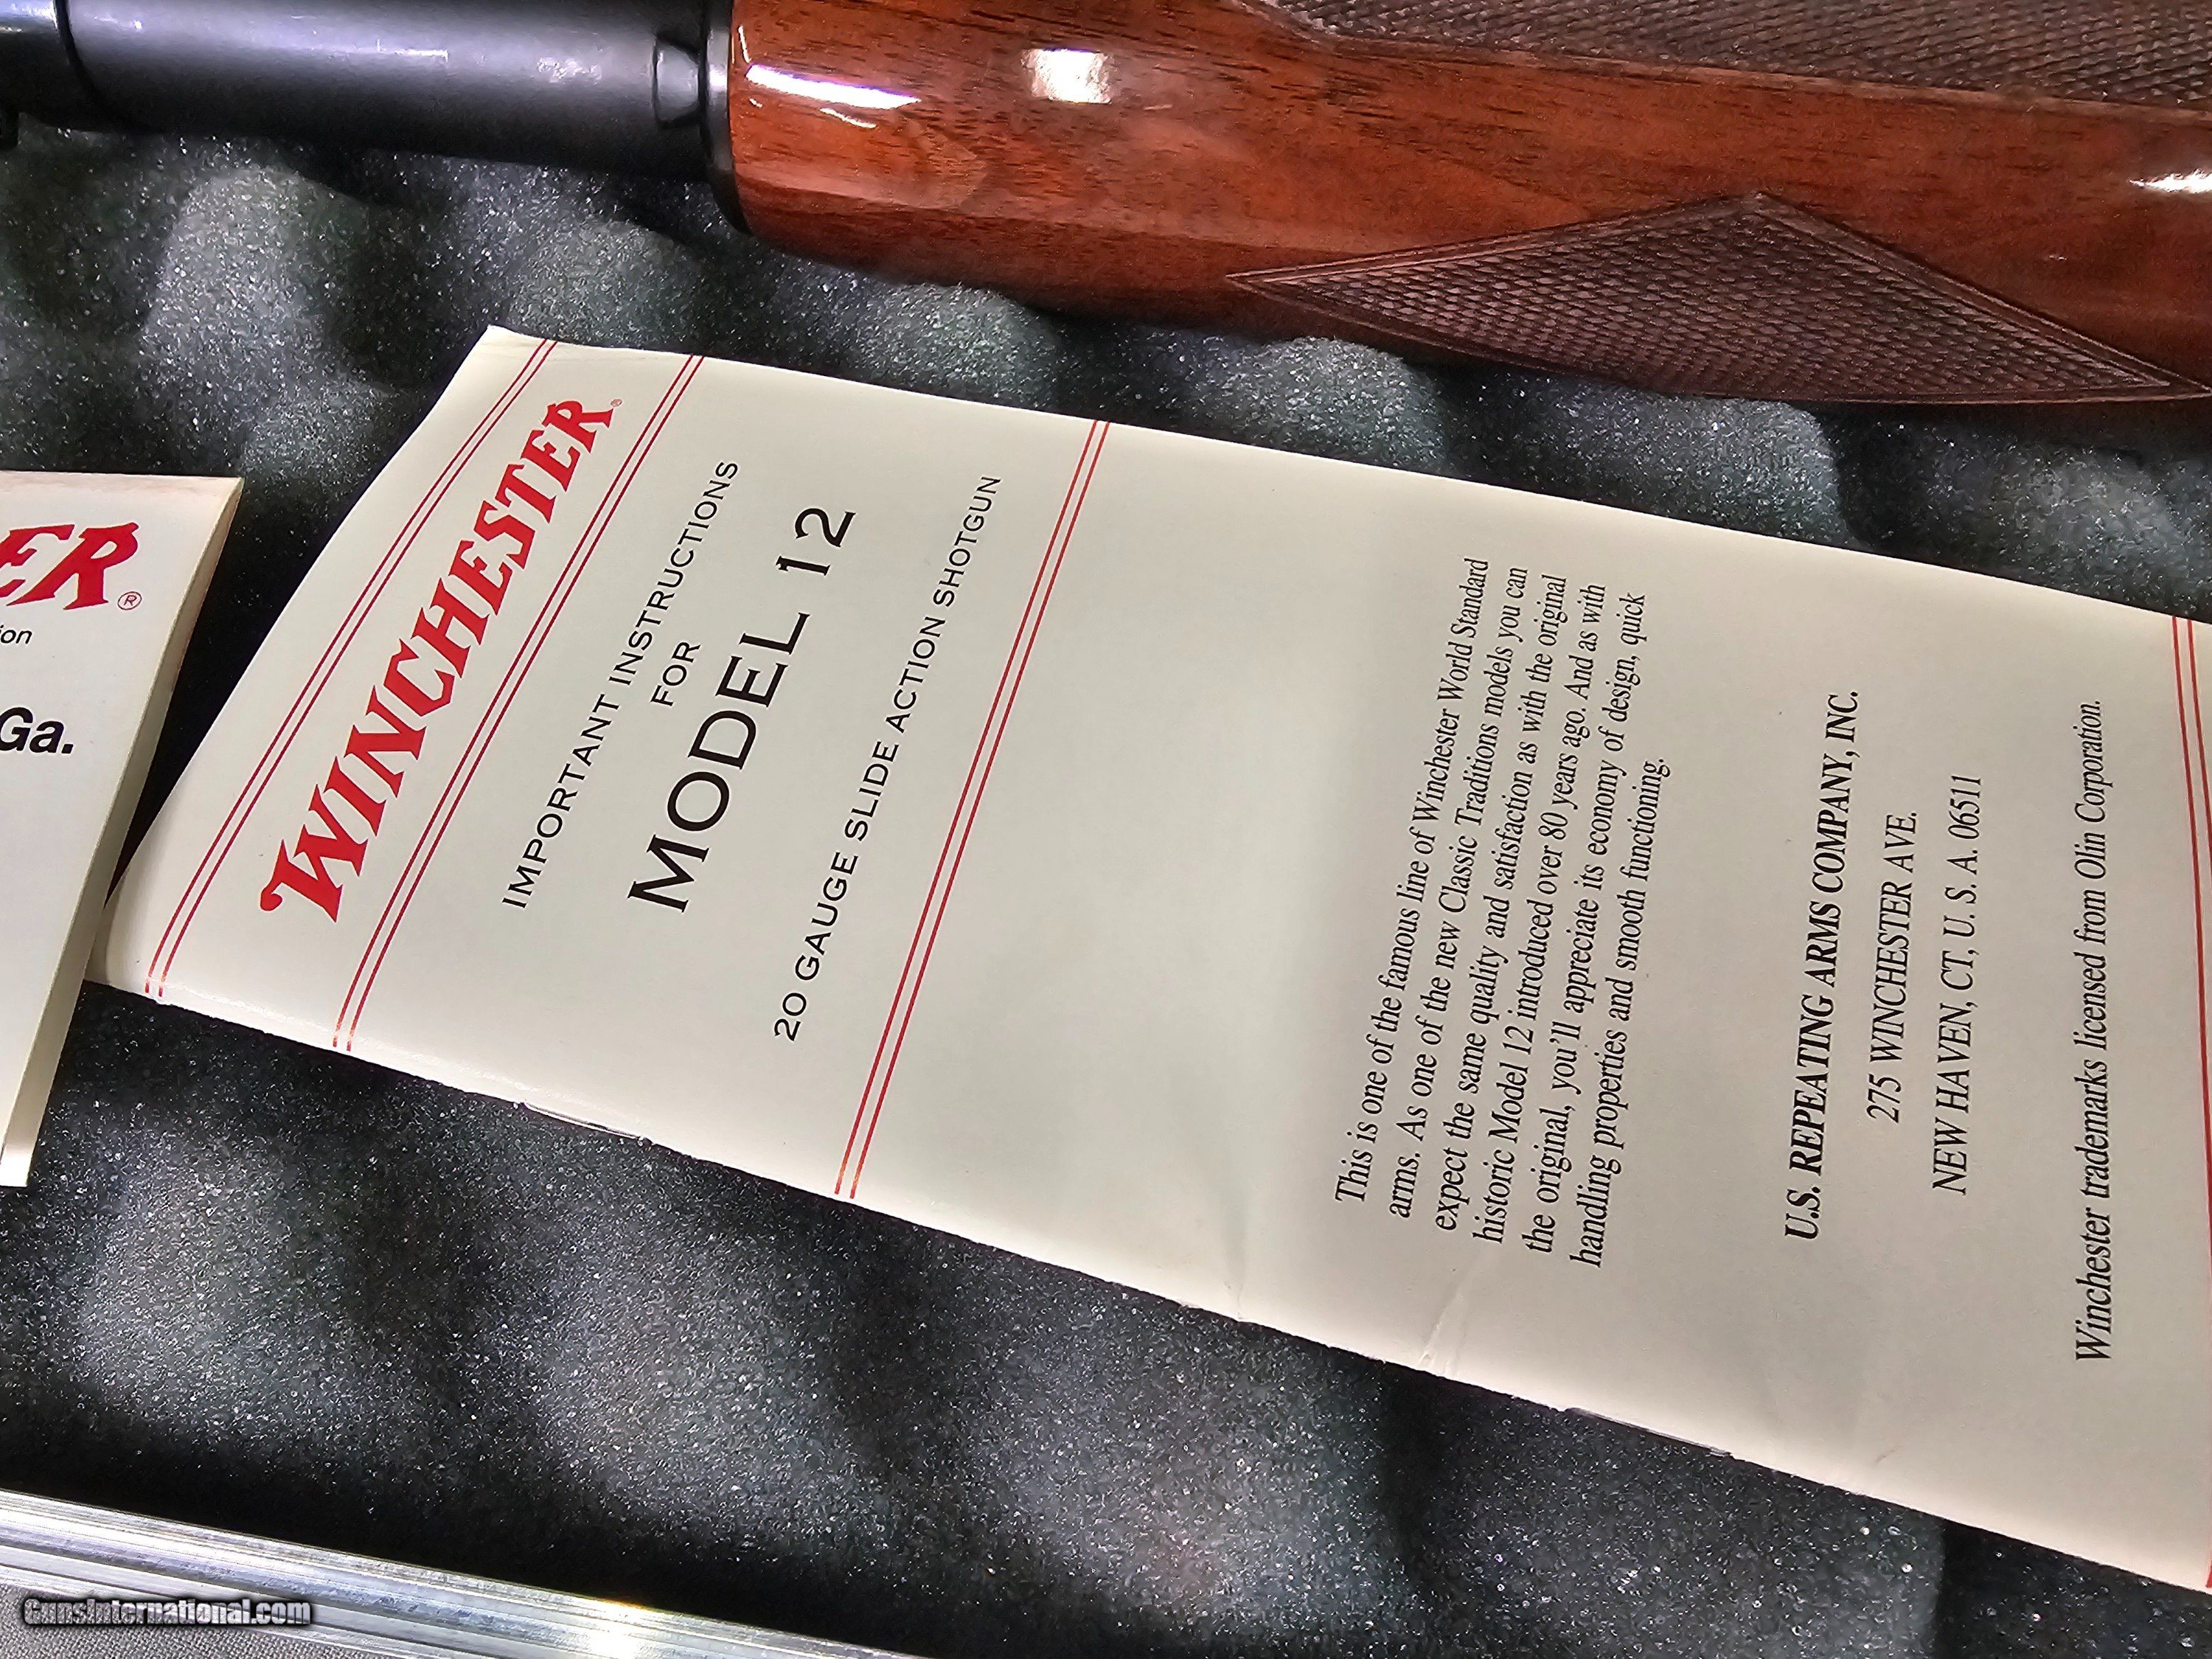 WINCHESTER®
IMPORTANT INSTRUCTIONS
FOR
MODEL 12
20 GAUGE SLIDE ACTION SHOTGUN
This is one of the famous line of Winchester World Standard
arms. As one of the new Classic Traditions models you can
expect the same quality and satisfaction as with the original
historic Model 12 introduced over 80 years ago. And as with
the original, you'll appreciate its economy of design, quick
handling properties and smooth functioning.
U.S. REPEATING ARMS COMPANY, INC.
275 WINCHESTER AVE.
NEW HAVEN, CT, U. S. A. 06511
Winchester trademarks licensed from Olin Corporation.
ER®
ion
Ga.
GunsInternational.com